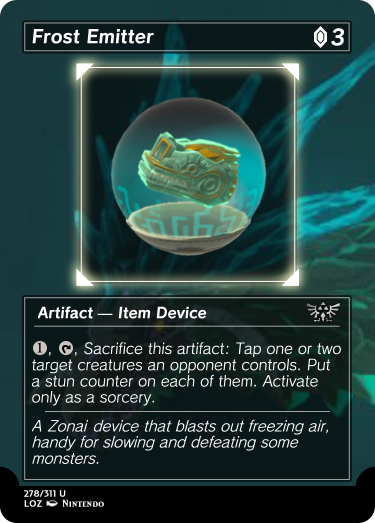 Frost Emitter 3
Artifact — Item Device
1, T, Sacrifice this artifact: Tap one or two
target creatures an opponent controls. Put
a stun counter on each of them. Activate
only as a sorcery.
A Zonai device that blasts out freezing air,
handy for slowing and defeating some
monsters.
278/311 U
LOZ Nintendo